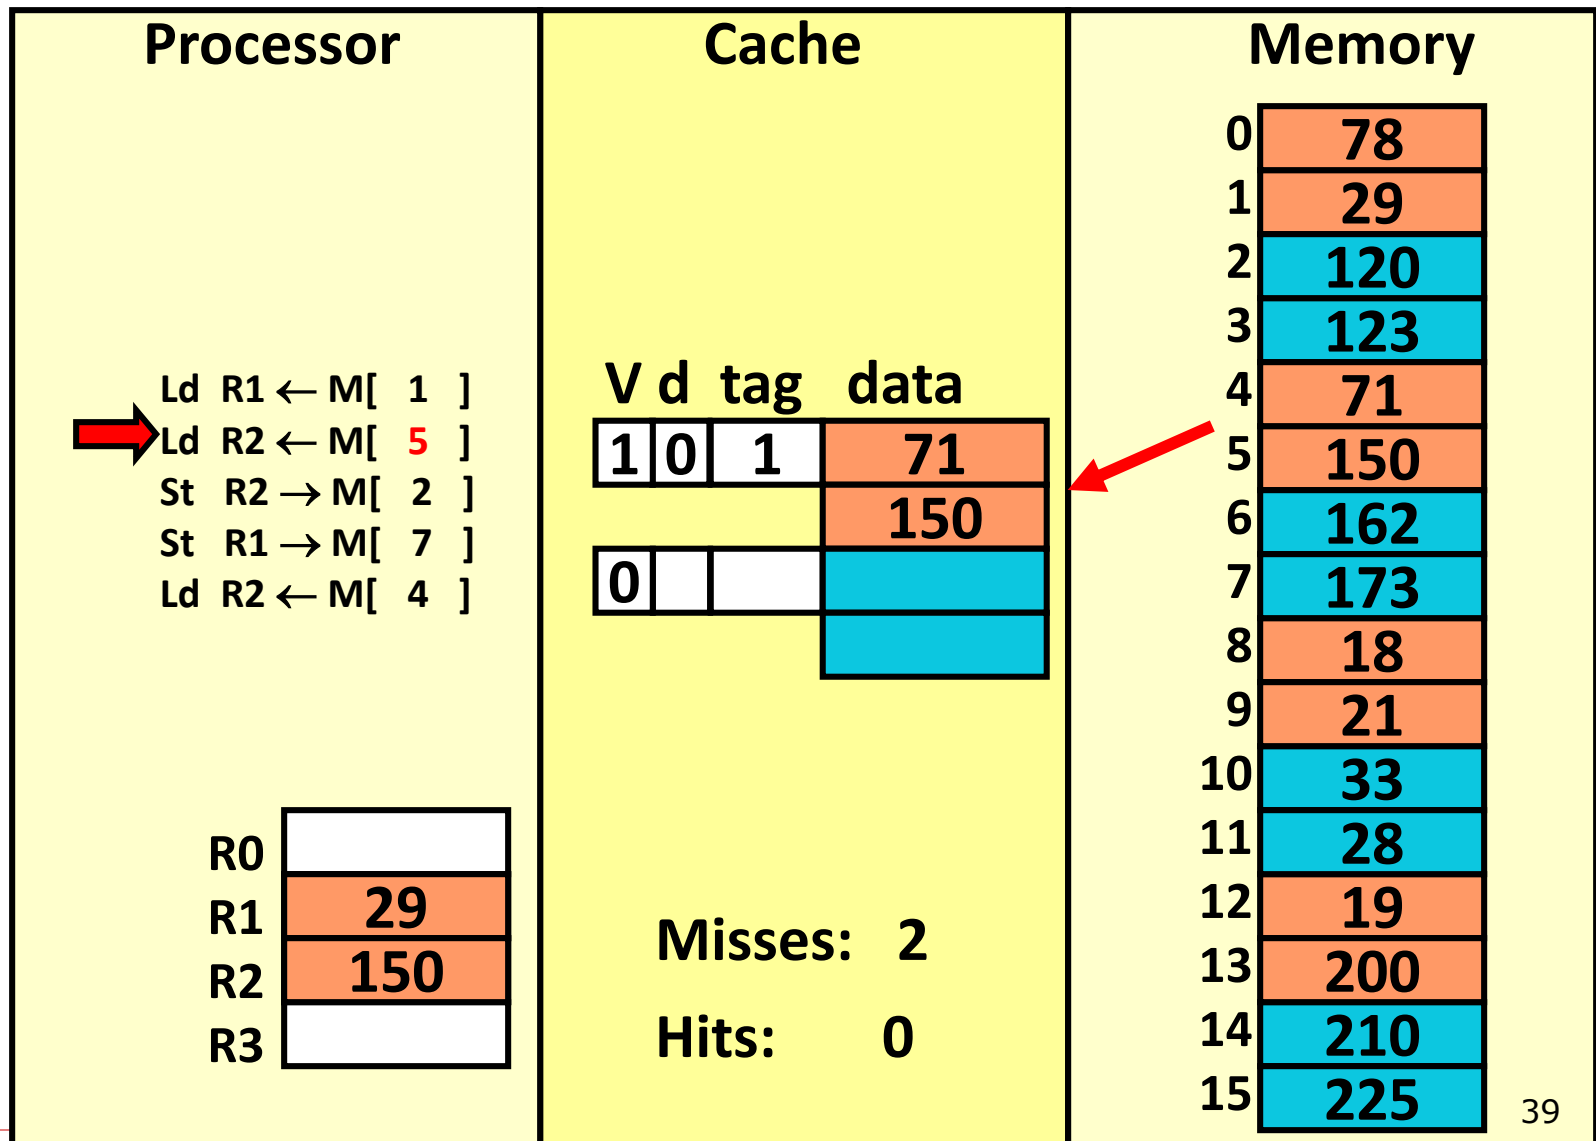 Processor
Ld R1 ← M[ 1 ]
Ld R2 ← M[ 5 ]
St R2 → M[ 2 ]
St R1 → M[ 7 ]
Ld R2 ← M[ 4 ]
R0
R1 29
R2 150
R3
Cache
V d tag data
1 0 1 71
150
0
Misses: 2
Hits: 0
Memory
0 78
1 29
2 120
3 123
4 71
5 150
6 162
7 173
8 18
9 21
10 33
11 28
12 19
13 200
14 210
15 225
39